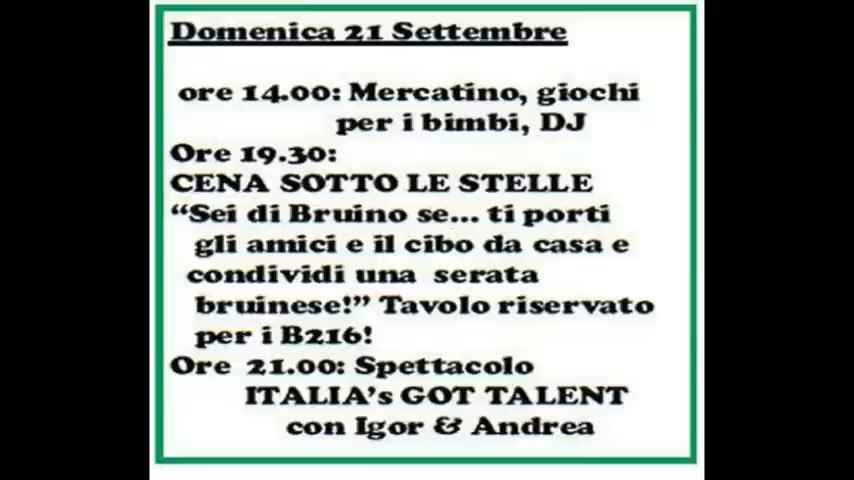 Domenica 21 Settembre
ore 14.00: Mercatino, giochi
per i bimbi, DJ
Ore 19.30:
CENA SOTTO LE STELLE
“Sei di Bruino se... ti porti
gli amici e il cibo da casa e
condividi una serata
bruinese!” Tavolo riservato
per i B216!
Ore 21.00: Spettacolo
ITALIA's GOT TALENT
con Igor & Andrea